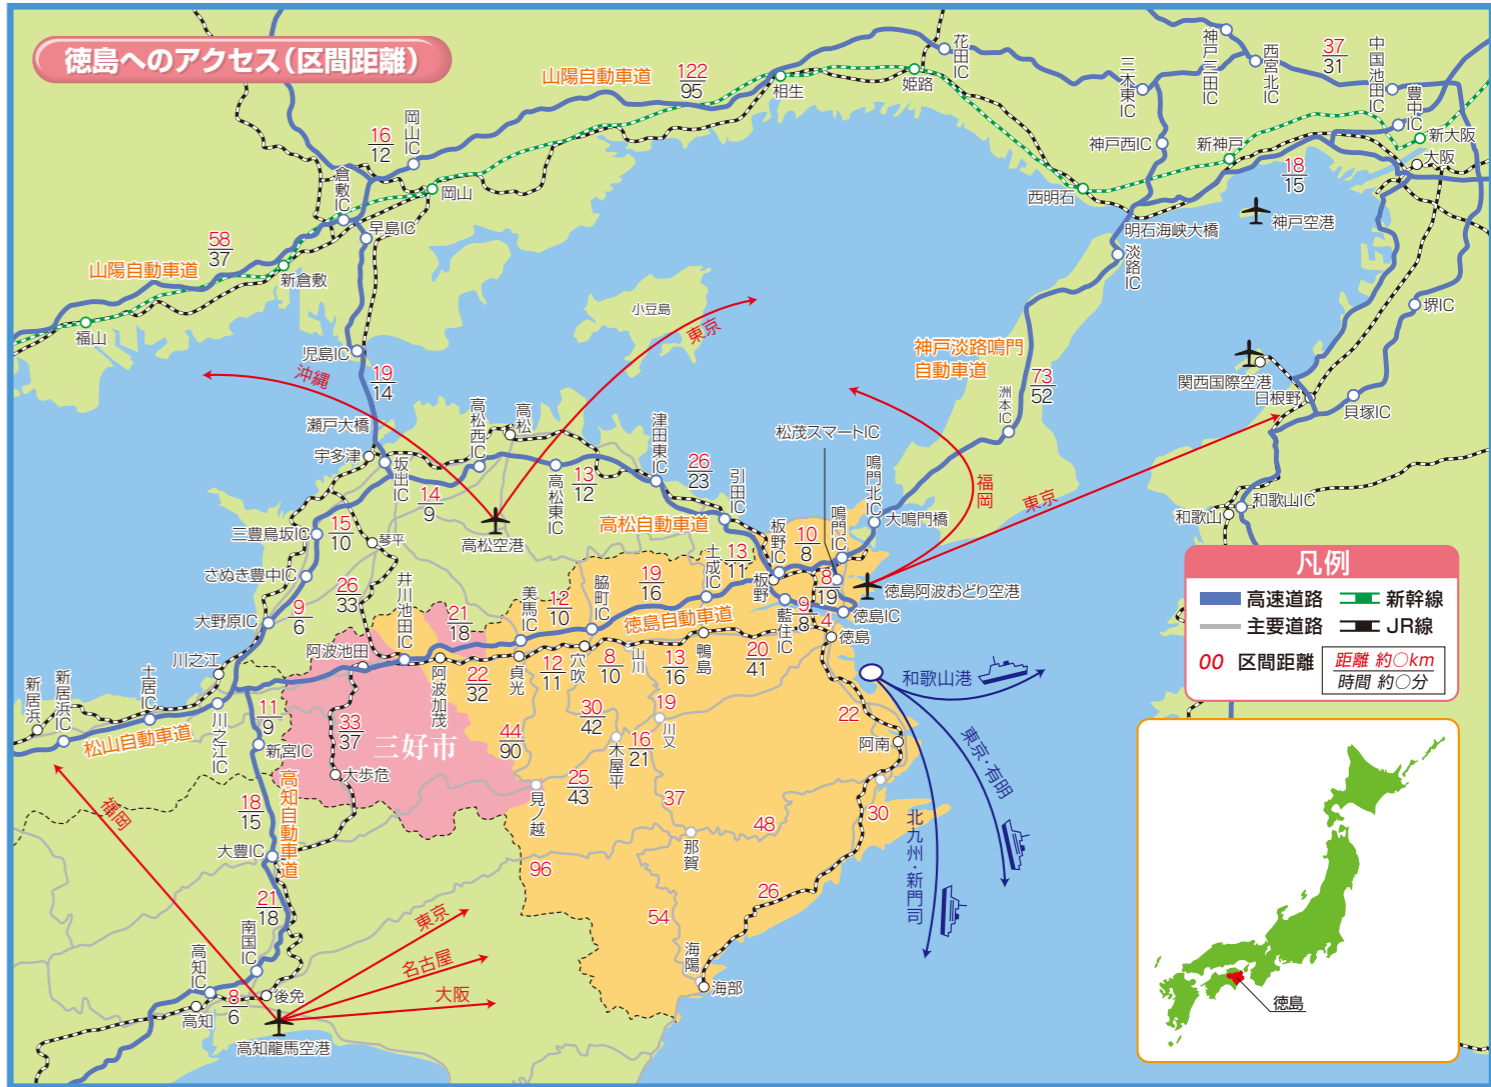 徳島へのアクセス（区間距離）
山陽自動車道
122
95
相生
姫路
花田IC
三木東IC
神戸三田IC
西宮北IC
37
31
中国池田IC
豊中IC
新大阪
大阪
神戸西IC
新神戸
18
15
西明石
明石海峡大橋
神戸空港
淡路IC
16
12
岡山IC
倉敷IC
岡山
早島IC
58
37
山陽自動車道
新倉敷
福山
小豆島
東京
沖縄
児島IC
19
14
瀬戸大橋
宇多津
坂出IC
高松西IC
高松
高松東IC
13
12
津田東IC
26
23
引田IC
14
9
高松空港
高松自動車道
神戸淡路鳴門
自動車道
73
52
洲本IC
松茂スマートIC
鳴門北IC
大鳴門橋
福岡
東京
関西国際空港
日根野
貝塚IC
堺IC
和歌山IC
和歌山
三豊鳥坂IC
15
10
琴平
さぬき豊中IC
大野原IC
9
6
26
33
井川池田IC
21
18
美馬IC
12
10
脇町IC
19
16
土成IC
13
11
板野IC
板野
10
8
鳴門IC
8
19
徳島阿波おどり空港
徳島IC
9
8
4
藍住IC
徳島
徳島自動車道
川之江
阿波池田
新居浜
新居浜IC
土居IC
松山自動車道
川之江IC
11
9
新宮IC
33
37
大歩危
三好市
阿波加茂
22
32
貞光
12
11
穴吹
8
10
山川
13
16
鴨島
20
41
44
90
30
42
木屋平
19
川又
16
21
25
43
見ノ越
37
48
那賀
96
54
海陽
海部
26
30
22
阿南
和歌山港
東京・有明
北九州・新門司
高知自動車道
18
15
大豊IC
21
18
南国IC
高知IC
8
6
高知
後免
高知龍馬空港
福岡
東京
名古屋
大阪
凡例
高速道路
新幹線
主要道路
JR線
00 区間距離
距離 約○km
時間 約○分
徳島